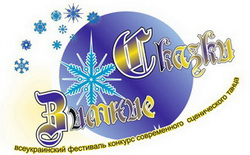 Зимние
Сказки
всеукраинский фестиваль конкурс современного сценического танца